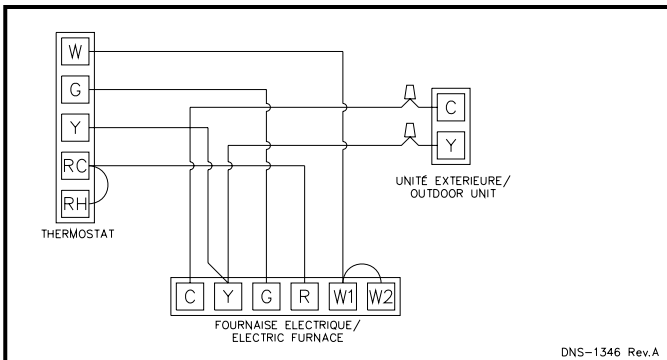 W
G
Y
RC
RH
THERMOSTAT
C
Y
UNITÉ EXTERIEURE/
OUTDOOR UNIT
C Y G R W1 W2
FOURNAISE ELECTRIQUE/
ELECTRIC FURNACE
DNS-1346 Rev.A